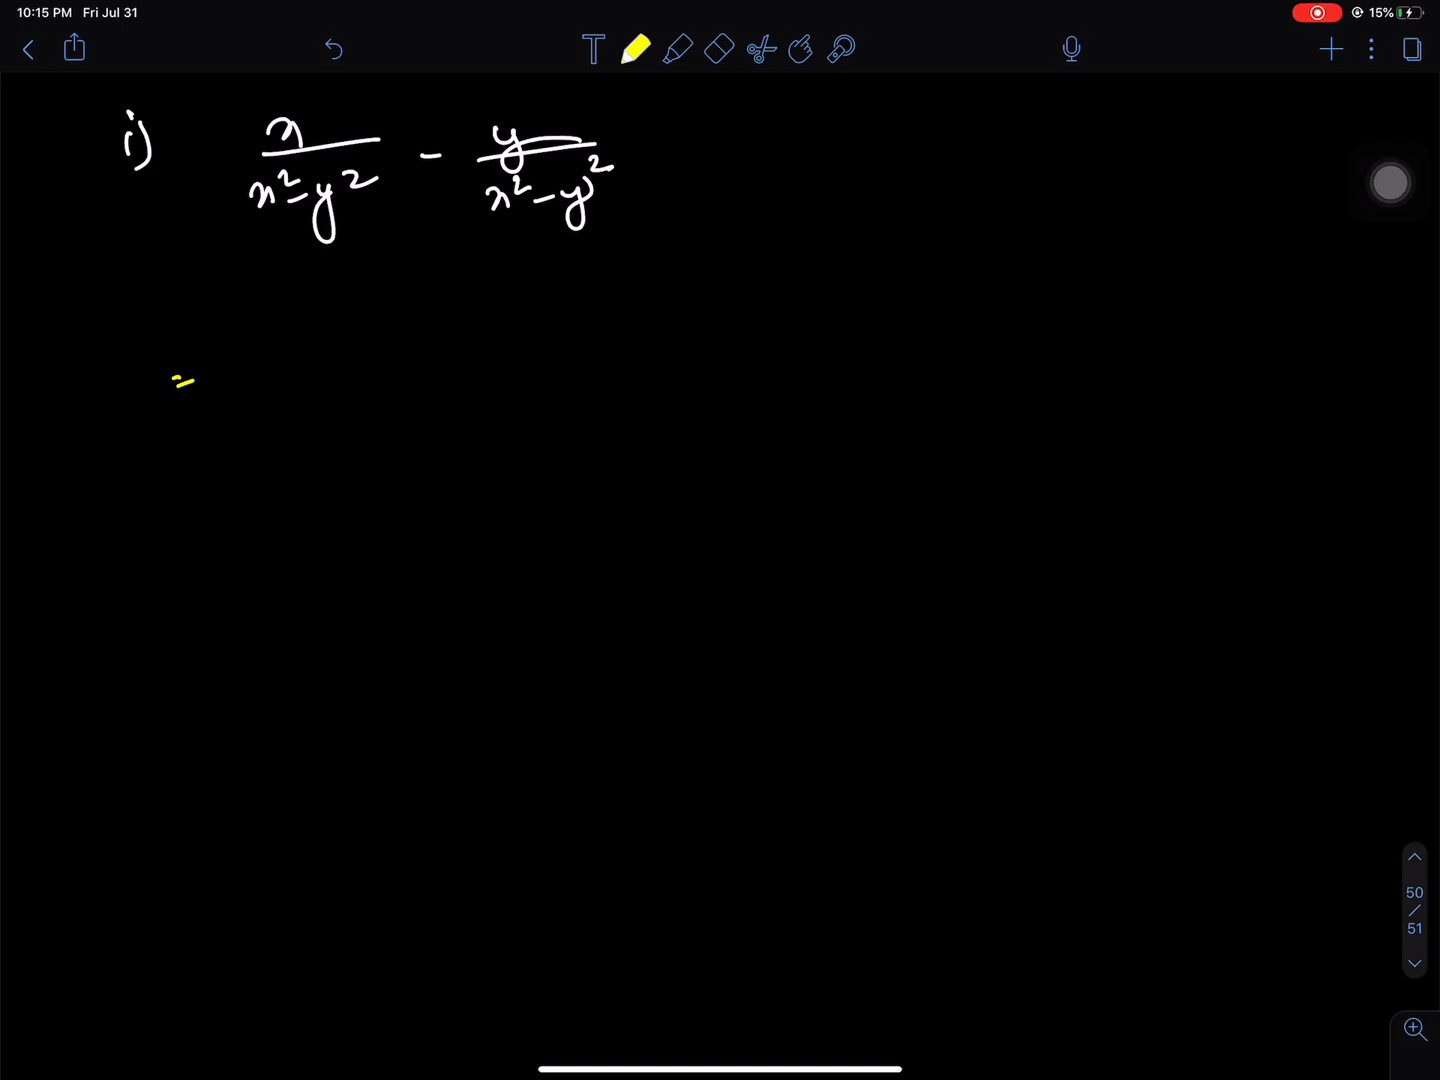 10:15 PM Fri Jul 31 15%
T
i) x/(x² - y²) - y/(x² - y²)
=
50
/
51